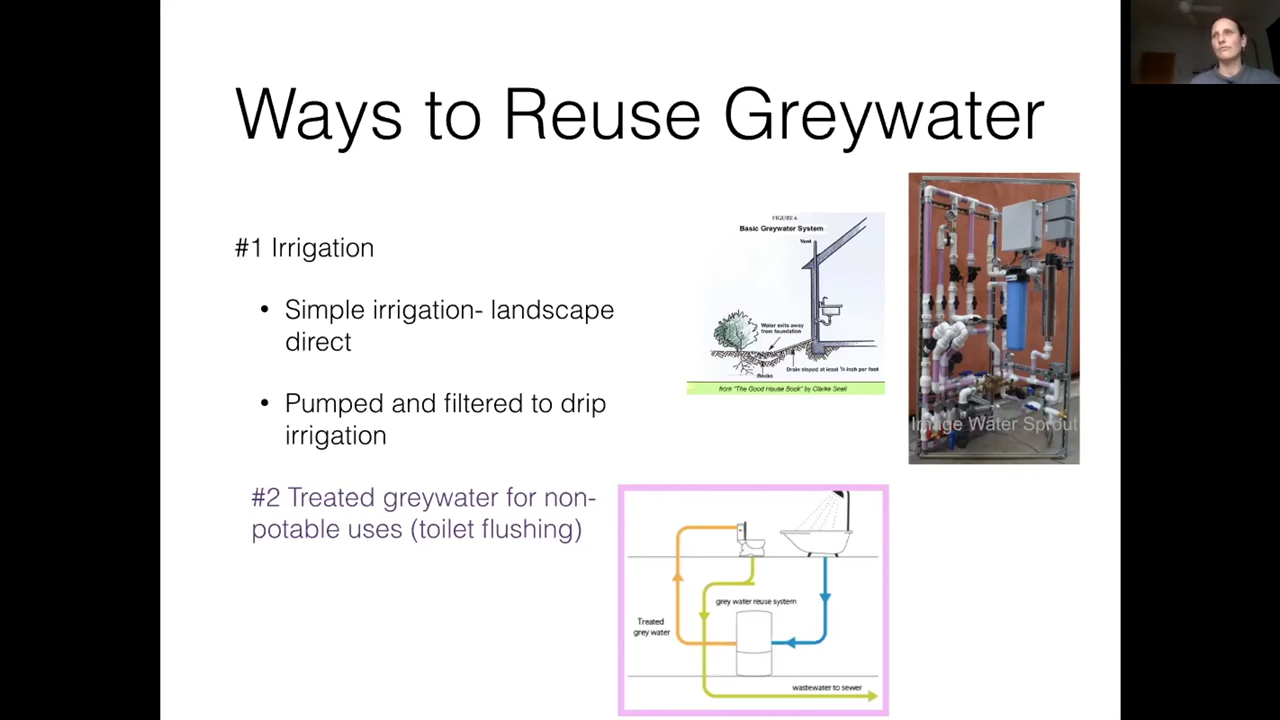 Ways to Reuse Greywater
#1 Irrigation
• Simple irrigation- landscape
direct
• Pumped and filtered to drip
irrigation
#2 Treated greywater for non-
potable uses (toilet flushing)
FIGURE 4
Basic Greywater System
Vent
Water exits away
from foundation
Rocks
Drain sloped at least ¼ inch per foot
from "The Good House Book" by Clarke Snell
Image Water Sprout
grey water reuse system
Treated
grey water
wastewater to sewer